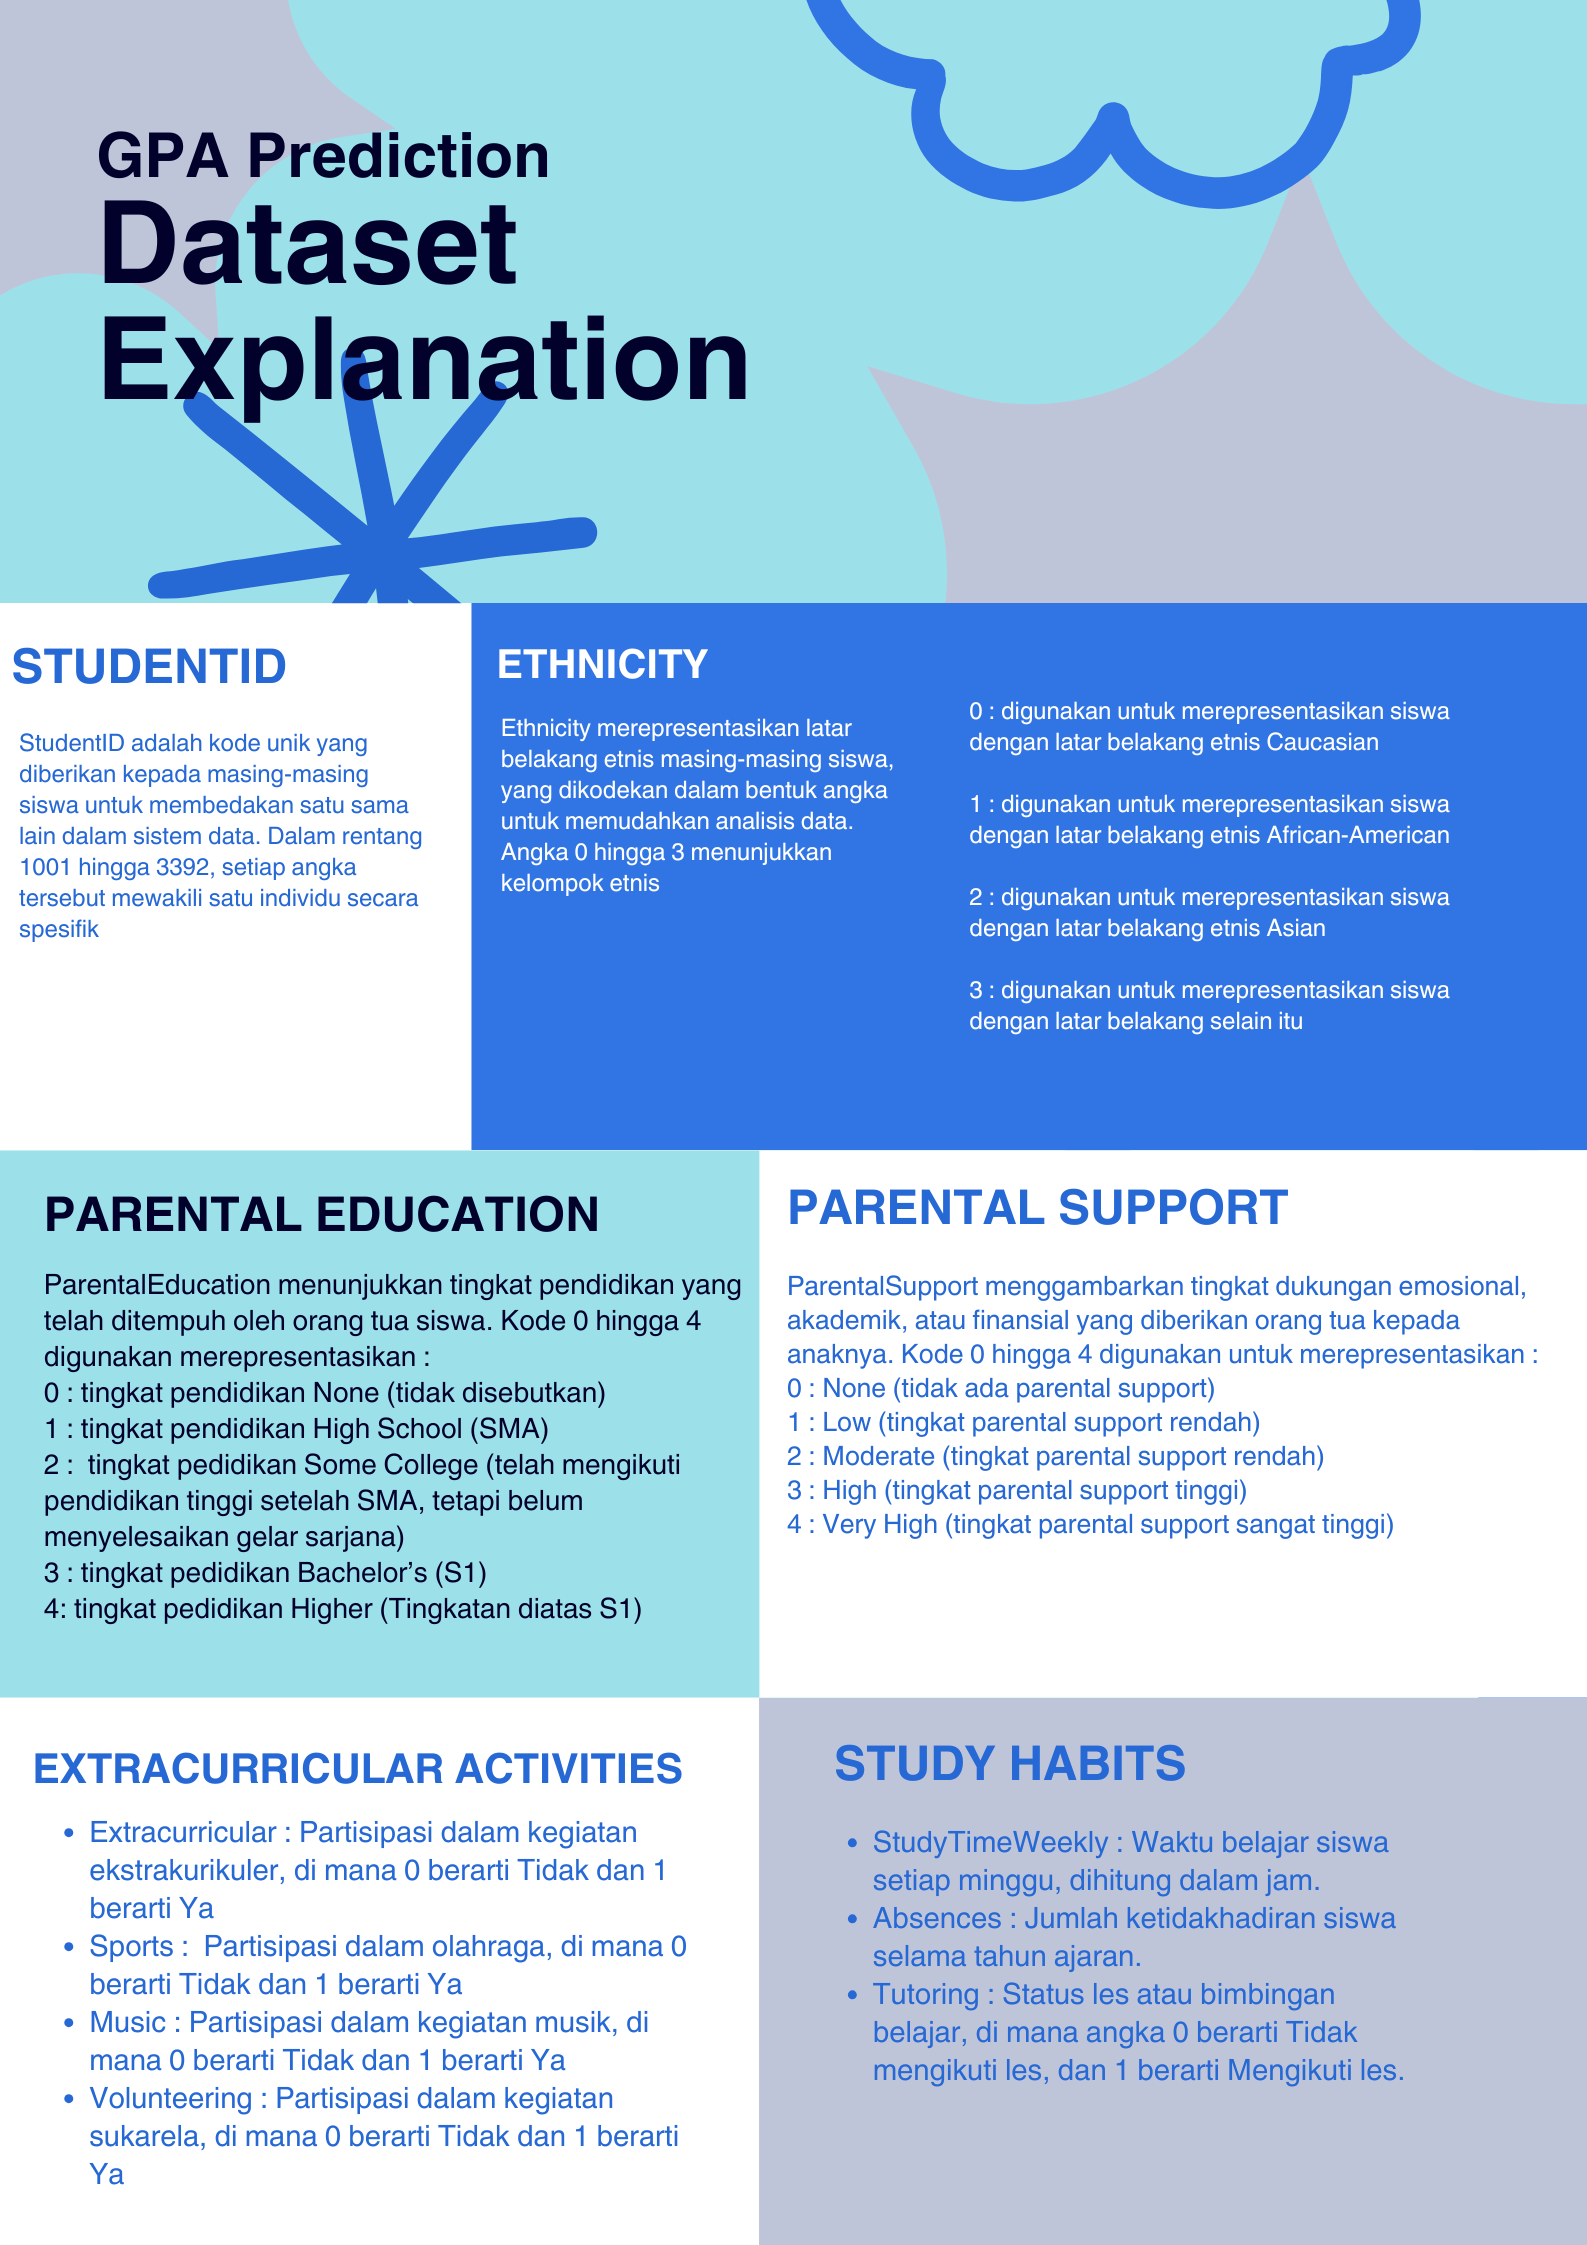 GPA Prediction
Dataset
Explanation
STUDENTID
StudentID adalah kode unik yang
diberikan kepada masing-masing
siswa untuk membedakan satu sama
lain dalam sistem data. Dalam rentang
1001 hingga 3392, setiap angka
tersebut mewakili satu individu secara
spesifik
ETHNICITY
Ethnicity merepresentasikan latar
belakang etnis masing-masing siswa,
yang dikodekan dalam bentuk angka
untuk memudahkan analisis data.
Angka 0 hingga 3 menunjukkan
kelompok etnis
0 : digunakan untuk merepresentasikan siswa
dengan latar belakang etnis Caucasian
1 : digunakan untuk merepresentasikan siswa
dengan latar belakang etnis African-American
2 : digunakan untuk merepresentasikan siswa
dengan latar belakang etnis Asian
3 : digunakan untuk merepresentasikan siswa
dengan latar belakang selain itu
PARENTAL EDUCATION
ParentalEducation menunjukkan tingkat pendidikan yang
telah ditempuh oleh orang tua siswa. Kode 0 hingga 4
digunakan merepresentasikan :
0 : tingkat pendidikan None (tidak disebutkan)
1 : tingkat pendidikan High School (SMA)
2 :  tingkat pedidikan Some College (telah mengikuti
pendidikan tinggi setelah SMA, tetapi belum
menyelesaikan gelar sarjana)
3 : tingkat pedidikan Bachelor’s (S1)
4: tingkat pedidikan Higher (Tingkatan diatas S1)
PARENTAL SUPPORT
ParentalSupport menggambarkan tingkat dukungan emosional,
akademik, atau finansial yang diberikan orang tua kepada
anaknya. Kode 0 hingga 4 digunakan untuk merepresentasikan :
0 : None (tidak ada parental support)
1 : Low (tingkat parental support rendah)
2 : Moderate (tingkat parental support rendah)
3 : High (tingkat parental support tinggi)
4 : Very High (tingkat parental support sangat tinggi)
EXTRACURRICULAR ACTIVITIES
• Extracurricular : Partisipasi dalam kegiatan
ekstrakurikuler, di mana 0 berarti Tidak dan 1
berarti Ya
• Sports :  Partisipasi dalam olahraga, di mana 0
berarti Tidak dan 1 berarti Ya
• Music : Partisipasi dalam kegiatan musik, di
mana 0 berarti Tidak dan 1 berarti Ya
• Volunteering : Partisipasi dalam kegiatan
sukarela, di mana 0 berarti Tidak dan 1 berarti
Ya
STUDY HABITS
• StudyTimeWeekly : Waktu belajar siswa
setiap minggu, dihitung dalam jam.
• Absences : Jumlah ketidakhadiran siswa
selama tahun ajaran.
• Tutoring : Status les atau bimbingan
belajar, di mana angka 0 berarti Tidak
mengikuti les, dan 1 berarti Mengikuti les.